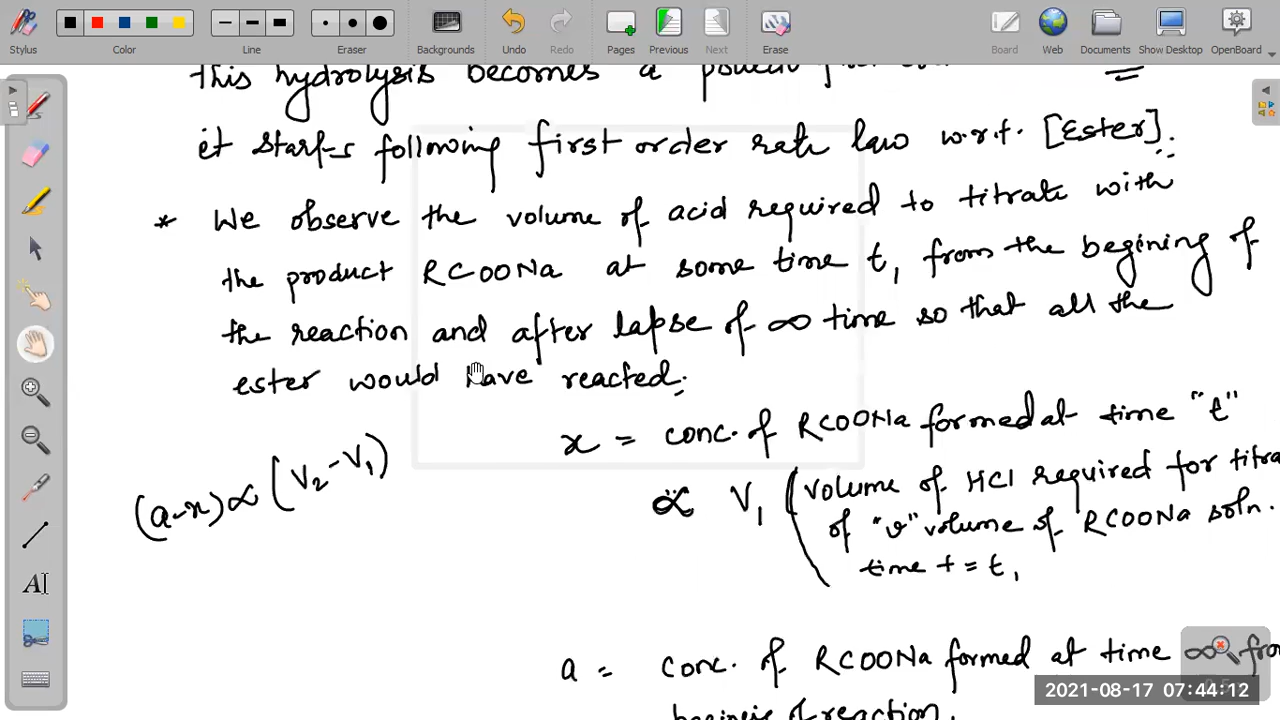 Stylus
Color
Line
Eraser
Backgrounds
Undo
Redo
Pages
Previous
Next
Erase
Board
Web
Documents
Show Desktop
OpenBoard
this hydrolysis becomes a
it starts following first order rate law w.r.t. [Ester].
* We observe the volume of acid required to titrate with
the product RCOONa at some time t, from the begining of
the reaction and after lapse of ∞ time so that all the
ester would have reacted.
x = conc. of RCOONa formed at time "t"
(a-x) ∝ (V₂-V₁)
∝ V₁ (volume of HCl required for titra
of "v" volume of RCOONa soln.
time t = t₁
a = conc. of RCOONa formed at time ∞ from
of reaction.
2021-08-17 07:44:12